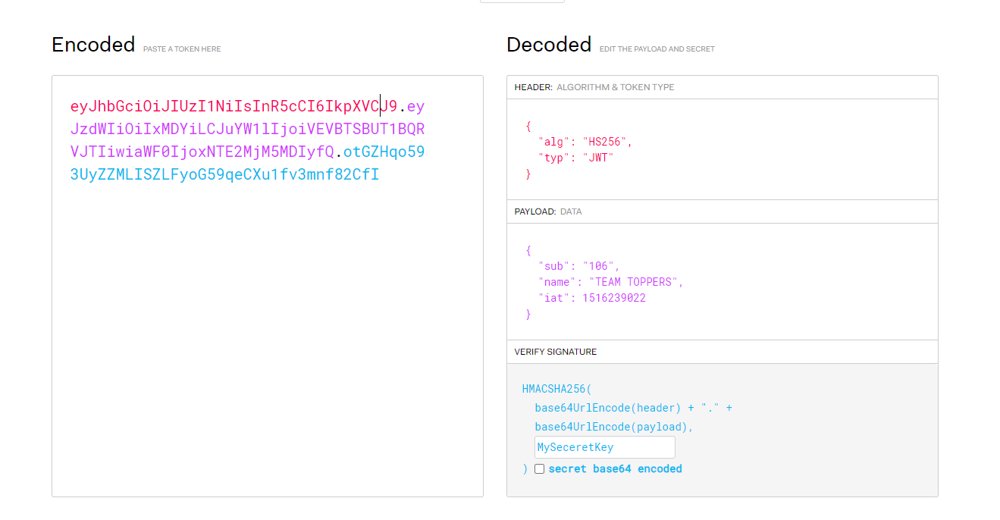 Encoded PASTE A TOKEN HERE
eyJhbGciOiJIUzI1NiIsInR5cCI6IkpXVCJ9.ey
JzdWIiOiIxMDYiLCJuYW1lIjoiVEVBTSBUT1BQR
VJTIiwiaWF0IjoxNTE2MjM5MDIyfQ.otGZHqo59
3UyZZMLISZLFyoG59qeCXu1fv3mnf82CfI
Decoded EDIT THE PAYLOAD AND SECRET
HEADER: ALGORITHM & TOKEN TYPE
{
"alg": "HS256",
"typ": "JWT"
}
PAYLOAD: DATA
{
"sub": "106",
"name": "TEAM TOPPERS",
"iat": 1516239022
}
VERIFY SIGNATURE
HMACSHA256(
base64UrlEncode(header) + "." +
base64UrlEncode(payload),
MySeceretKey
) secret base64 encoded